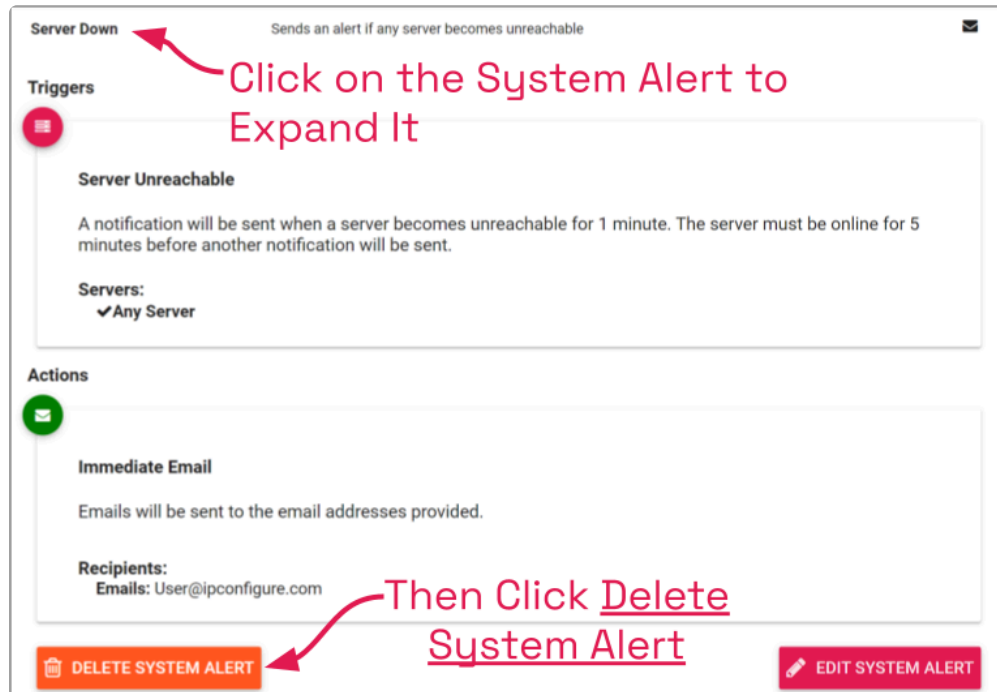 Server Down
Sends an alert if any server becomes unreachable
Click on the System Alert to
Expand It
Triggers
Server Unreachable
A notification will be sent when a server becomes unreachable for 1 minute. The server must be online for 5
minutes before another notification will be sent.
Servers:
✔Any Server
Actions
Immediate Email
Emails will be sent to the email addresses provided.
Recipients:
Emails: User@ipconfigure.com
Then Click Delete
System Alert
DELETE SYSTEM ALERT
EDIT SYSTEM ALERT